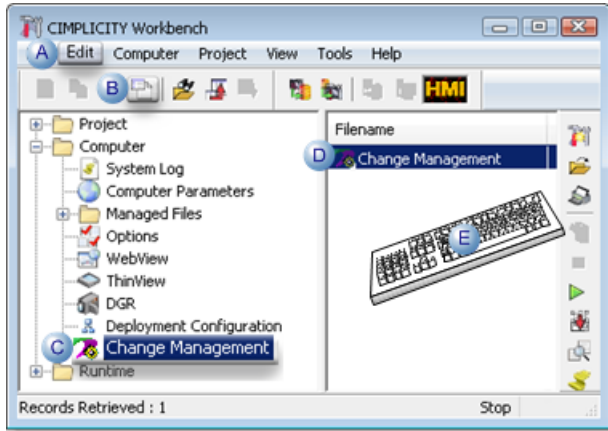 CIMPLICITY Workbench
A Edit Computer Project View Tools Help
B HMI
Project
Computer
System Log
Computer Parameters
Managed Files
Options
WebView
ThinView
DGR
Deployment Configuration
C Change Management
Runtime
Filename
D Change Management
E
Records Retrieved : 1 Stop